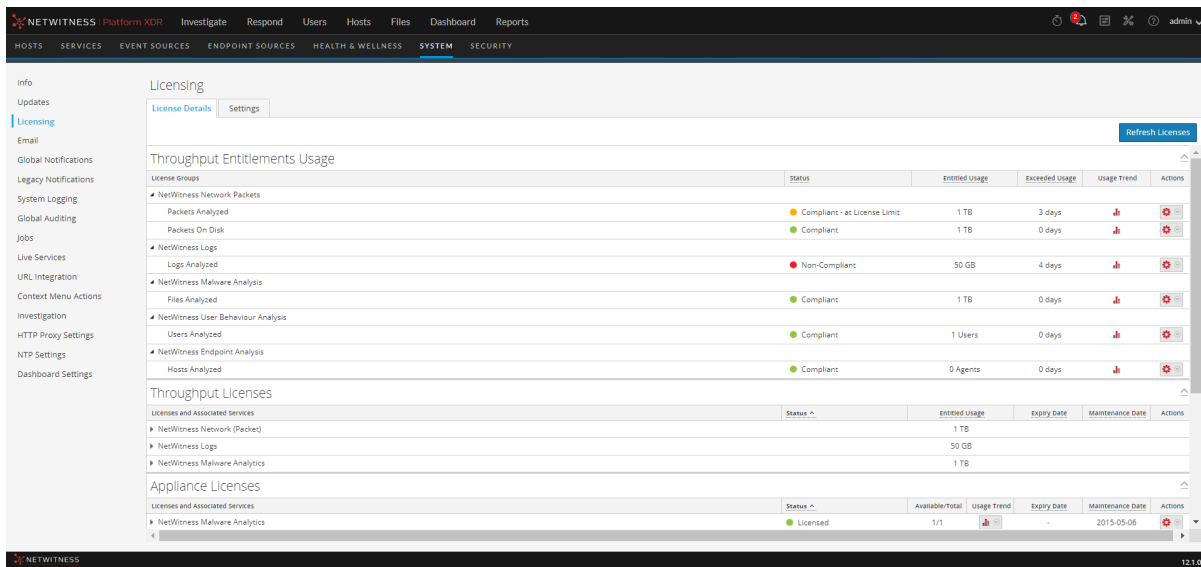 NETWITNESS Platform XDR Investigate Respond Users Hosts Files Dashboard Reports 2 admin
HOSTS SERVICES EVENT SOURCES ENDPOINT SOURCES HEALTH & WELLNESS SYSTEM SECURITY
Info
Updates
Licensing
Email
Global Notifications
Legacy Notifications
System Logging
Global Auditing
Jobs
Live Services
URL Integration
Context Menu Actions
Investigation
HTTP Proxy Settings
NTP Settings
Dashboard Settings
Licensing
License Details Settings
Refresh Licenses
Throughput Entitlements Usage
License Groups Status Entitled Usage Exceeded Usage Usage Trend Actions
NetWitness Network Packets
Packets Analyzed Compliant - at License Limit 1 TB 3 days
Packets On Disk Compliant 1 TB 0 days
NetWitness Logs
Logs Analyzed Non-Compliant 50 GB 4 days
NetWitness Malware Analysis
Files Analyzed Compliant 1 TB 0 days
NetWitness User Behaviour Analysis
Users Analyzed Compliant 1 Users 0 days
NetWitness Endpoint Analysis
Hosts Analyzed Compliant 0 Agents 0 days
Throughput Licenses
Licenses and Associated Services Status Entitled Usage Expiry Date Maintenance Date Actions
NetWitness Network (Packet) 1 TB
NetWitness Logs 50 GB
NetWitness Malware Analytics 1 TB
Appliance Licenses
Licenses and Associated Services Status Available/Total Usage Trend Expiry Date Maintenance Date Actions
NetWitness Malware Analytics Licensed 1/1 - 2015-05-06
NETWITNESS 12.1.0